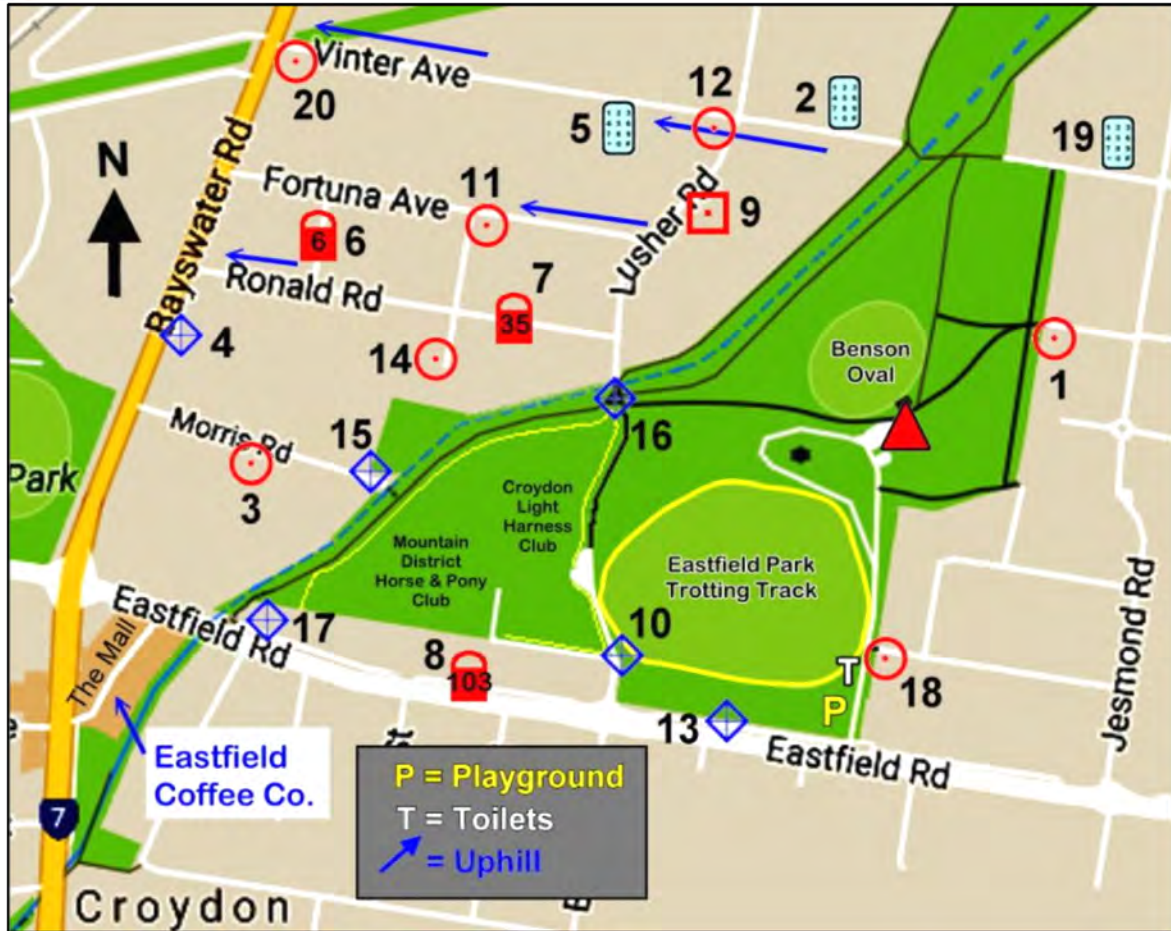 Vinter Ave
20
12
2
5
19
N
Bayswater Rd
Fortuna Ave
11
Lusher Rd
9
6
6
Ronald Rd
7
35
4
14
Benson
Oval
1
Morris Rd
15
16
3
Park
Croydon
Light
Harness
Club
Mountain
District
Horse & Pony
Club
Eastfield Park
Trotting Track
Jesmond Rd
Eastfield Rd
17
10
8
103
The Mall
T
18
P
13
Eastfield Rd
Eastfield
Coffee Co.
P = Playground
T = Toilets
= Uphill
7
Croydon